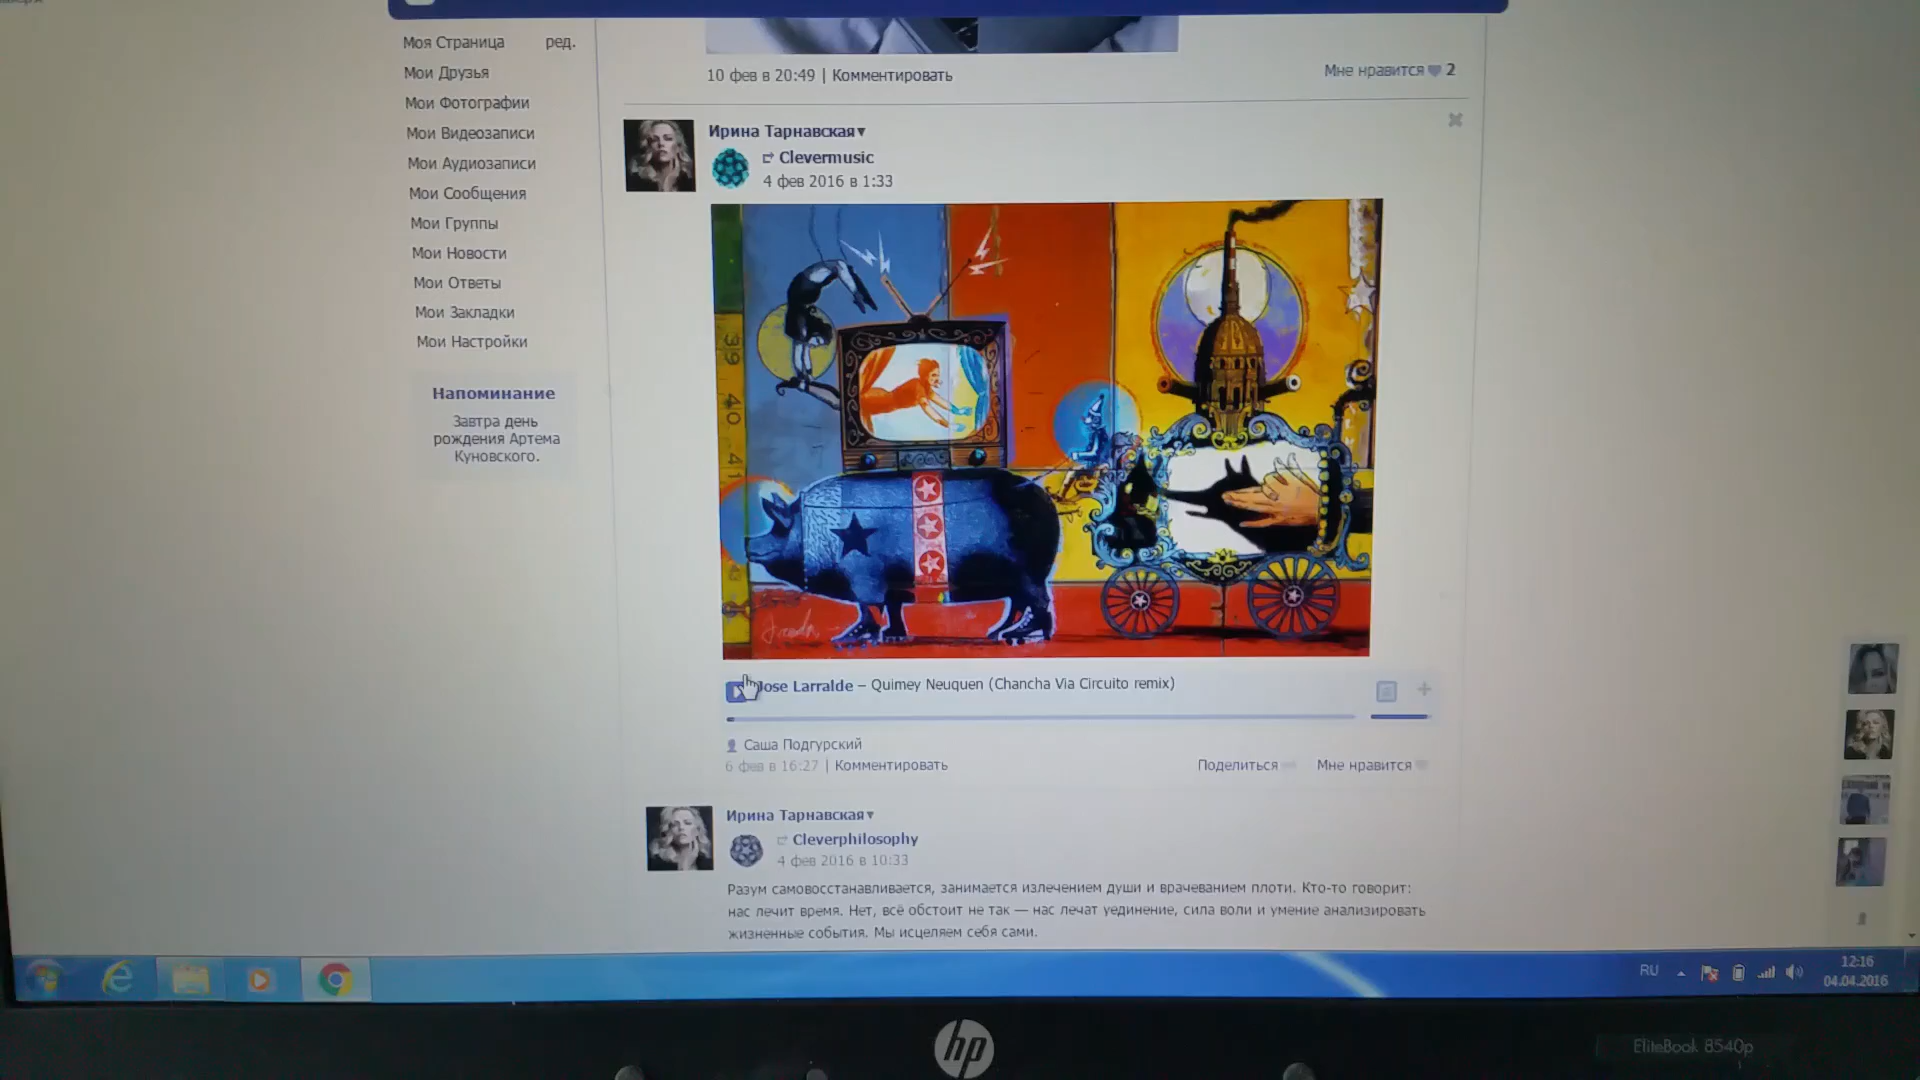 Моя Страница ред.
Мои Друзья
Мои Фотографии
Мои Видеозаписи
Мои Аудиозаписи
Мои Сообщения
Мои Группы
Мои Новости
Мои Ответы
Мои Закладки
Мои Настройки
Напоминание
Завтра день
рождения Артема
Куновского.
10 фев в 20:49 | Комментировать
Мне нравится 2
Ирина Тарнавская
Clevermusic
4 фев 2016 в 1:33
39
40
41
Jose Larralde – Quimey Neuquen (Chancha Via Circuito remix)
Саша Подгурский
6 фев в 16:27 | Комментировать
Поделиться Мне нравится
Ирина Тарнавская
Cleverphilosophy
4 фев 2016 в 10:33
Разум самовосстанавливается, занимается излечением души и врачеванием плоти. Кто-то говорит:
нас лечит время. Нет, всё обстоит не так — нас лечат уединение, сила воли и умение анализировать
жизненные события. Мы исцеляем себя сами.
RU
12:16
04.04.2016
hp
EliteBook 8540p